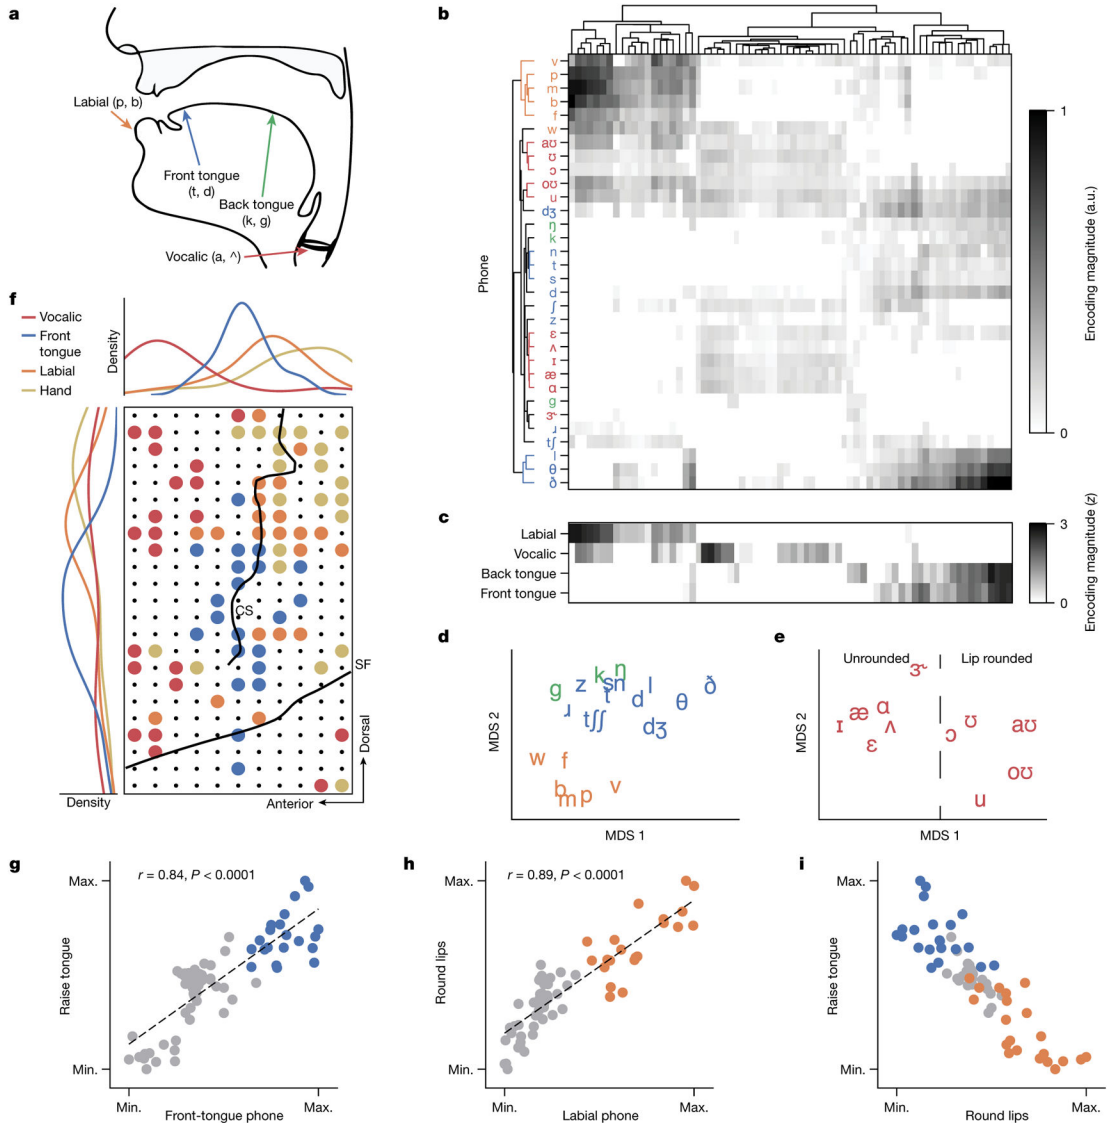 a
Labial (p, b)
Front tongue
(t, d)
Back tongue
(k, g)
Vocalic (a, ^)
b
Phone
v
p
m
b
f
w
aʊ
ʊ
ɔ
oʊ
u
dʒ
ŋ
k
n
t
s
d
ʃ
z
ɛ
ʌ
ɪ
æ
ɑ
g
ɝ
ɹ
tʃ
l
θ
ð
1
0
Encoding magnitude (a.u.)
c
Labial
Vocalic
Back tongue
Front tongue
3
0
Encoding magnitude (z)
f
Vocalic
Front
tongue
Labial
Hand
Density
CS
SF
Dorsal
Anterior
Density
d
MDS 2
g z k ŋ s n t ɹ tʃ ʃ d l θ ð dʒ
w f b m p v
MDS 1
e
Unrounded
Lip rounded
MDS 2
ɝ
ɪ æ ɑ ʌ ɛ
ɔ ʊ aʊ oʊ u
MDS 1
g
r = 0.84, P < 0.0001
Max.
Raise tongue
Min.
Min.
Max.
Front-tongue phone
h
r = 0.89, P < 0.0001
Max.
Round lips
Min.
Min.
Max.
Labial phone
i
Max.
Raise tongue
Min.
Min.
Max.
Round lips